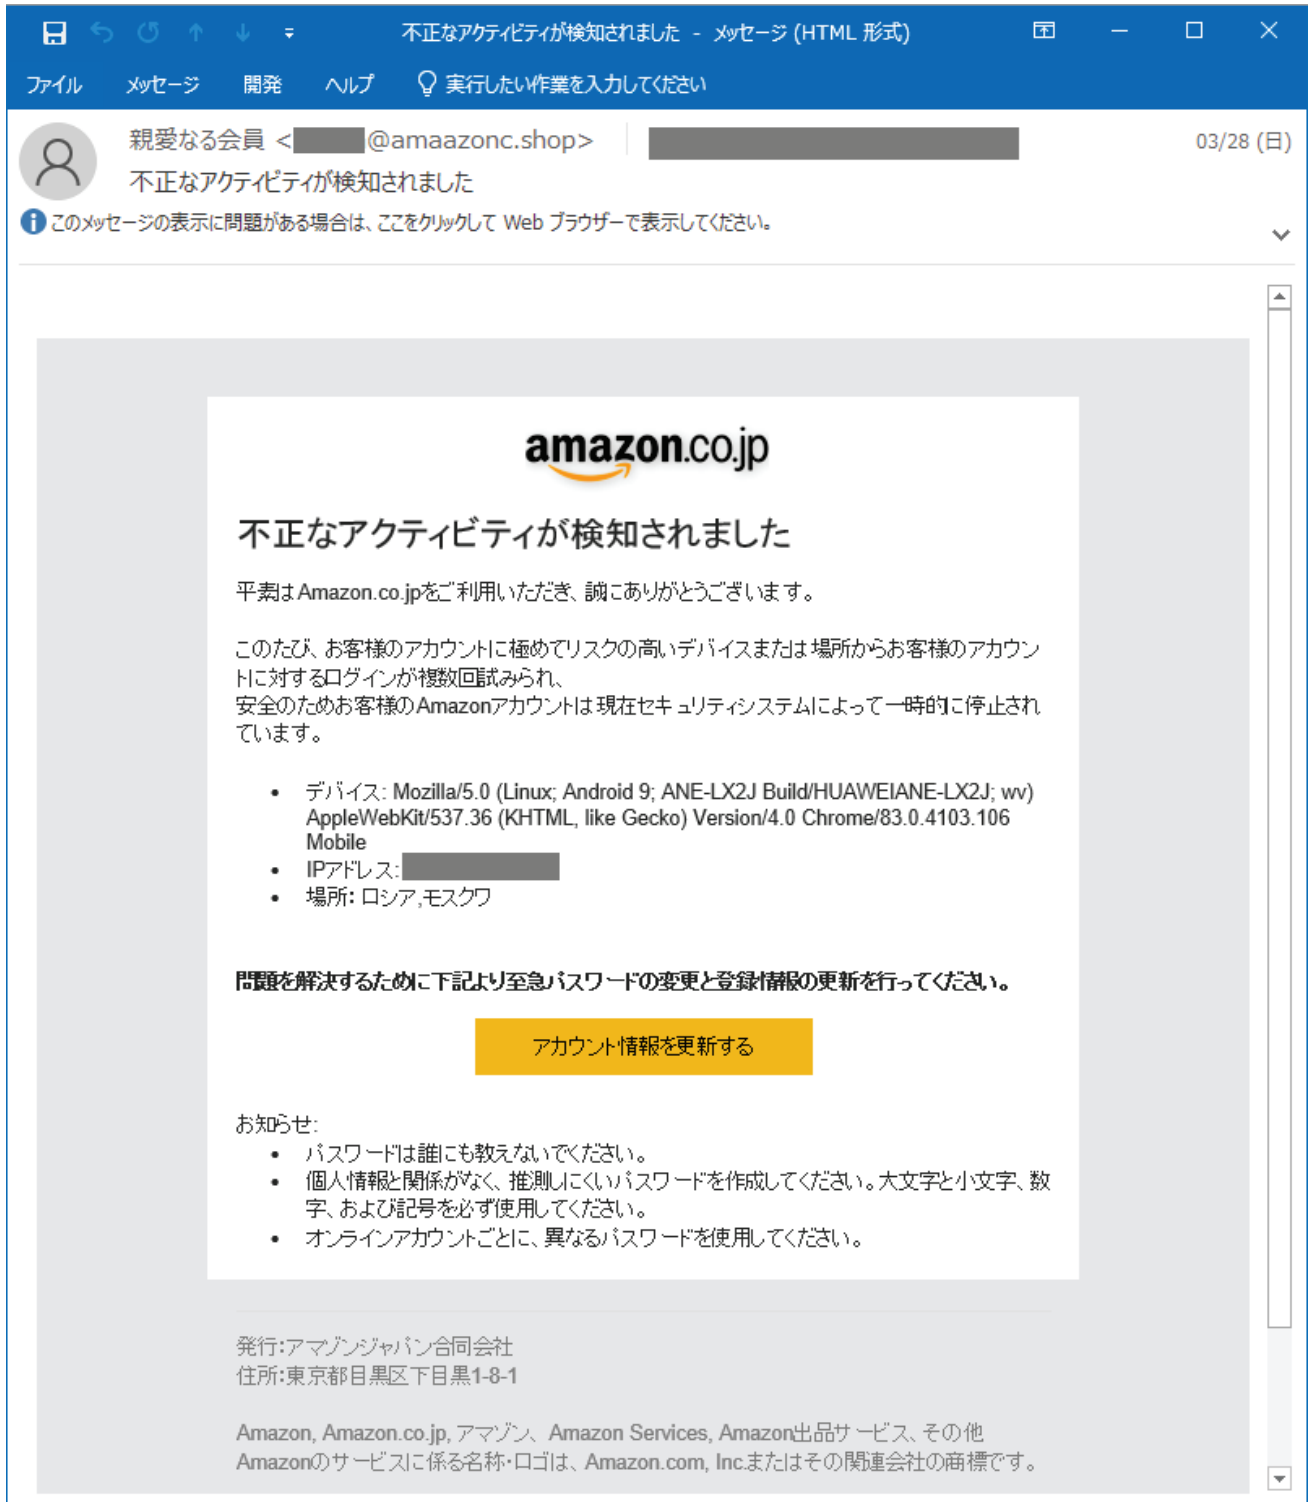 不正なアクティビティが検知されました - メッセージ (HTML 形式)
ファイル メッセージ 開発 ヘルプ 実行したい作業を入力してください
親愛なる会員 < @amaazonc.shop> 03/28 (日)
不正なアクティビティが検知されました
このメッセージの表示に問題がある場合は、ここをクリックして Web ブラウザーで表示してください。
amazon.co.jp
不正なアクティビティが検知されました
平素はAmazon.co.jpをご利用いただき、誠にありがとうございます。
このたび、お客様のアカウントに極めてリスクの高いデバイスまたは場所からお客様のアカウン
トに対するログインが複数回試みられ、
安全のためお客様のAmazonアカウントは現在セキュリティシステムによって一時的に停止され
ています。
• デバイス: Mozilla/5.0 (Linux; Android 9; ANE-LX2J Build/HUAWEIANE-LX2J; wv)
AppleWebKit/537.36 (KHTML, like Gecko) Version/4.0 Chrome/83.0.4103.106
Mobile
• IPアドレス:
• 場所: ロシア,モスクワ
問題を解決するために下記より至急パスワードの変更と登録情報の更新を行ってください。
アカウント情報を更新する
お知らせ:
• パスワードは誰にも教えないでください。
• 個人情報と関係がなく、推測しにくいパスワードを作成してください。大文字と小文字、数
字、および記号を必ず使用してください。
• オンラインアカウントごとに、異なるパスワードを使用してください。
発行:アマゾンジャパン合同会社
住所:東京都目黒区下目黒1-8-1
Amazon, Amazon.co.jp, アマゾン、 Amazon Services, Amazon出品サービス、その他
Amazonのサービスに係る名称・ロゴは、Amazon.com, Inc.またはその関連会社の商標です。